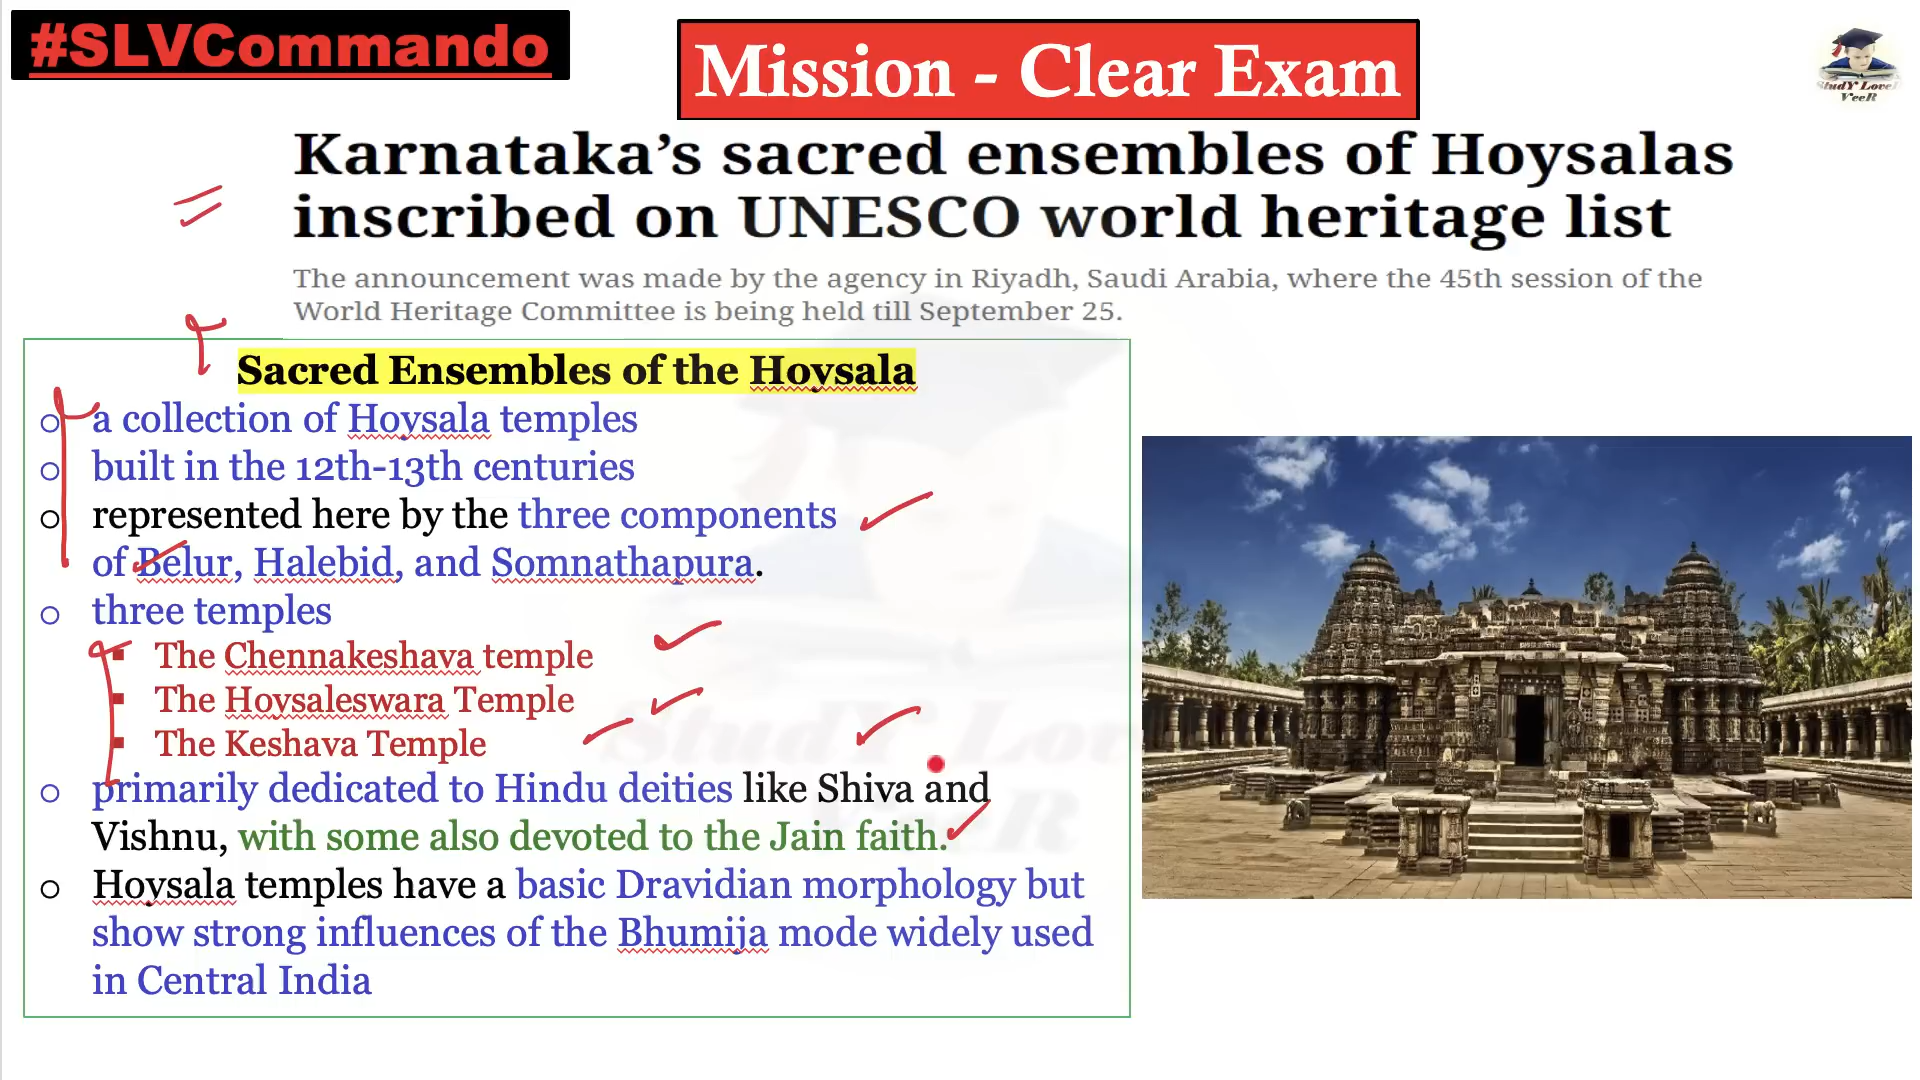 #SLVCommando
Mission - Clear Exam
StudY LoveR
VeeR
Karnataka’s sacred ensembles of Hoysalas
inscribed on UNESCO world heritage list
The announcement was made by the agency in Riyadh, Saudi Arabia, where the 45th session of the
World Heritage Committee is being held till September 25.
Sacred Ensembles of the Hoysala
a collection of Hoysala temples
built in the 12th-13th centuries
represented here by the three components
of Belur, Halebid, and Somnathapura.
three temples
The Chennakeshava temple
The Hoysaleswara Temple
The Keshava Temple
primarily dedicated to Hindu deities like Shiva and
Vishnu, with some also devoted to the Jain faith.
Hoysala temples have a basic Dravidian morphology but
show strong influences of the Bhumija mode widely used
in Central India